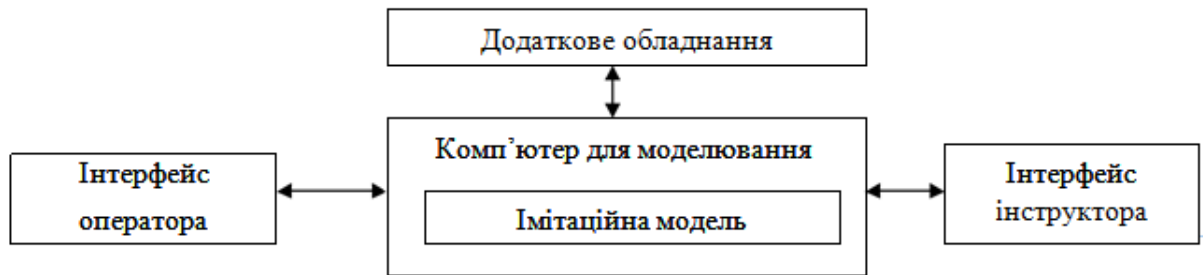 Додаткове обладнання
Комп’ютер для моделювання
Інтерфейс
оператора
Імітаційна модель
Інтерфейс
інструктора